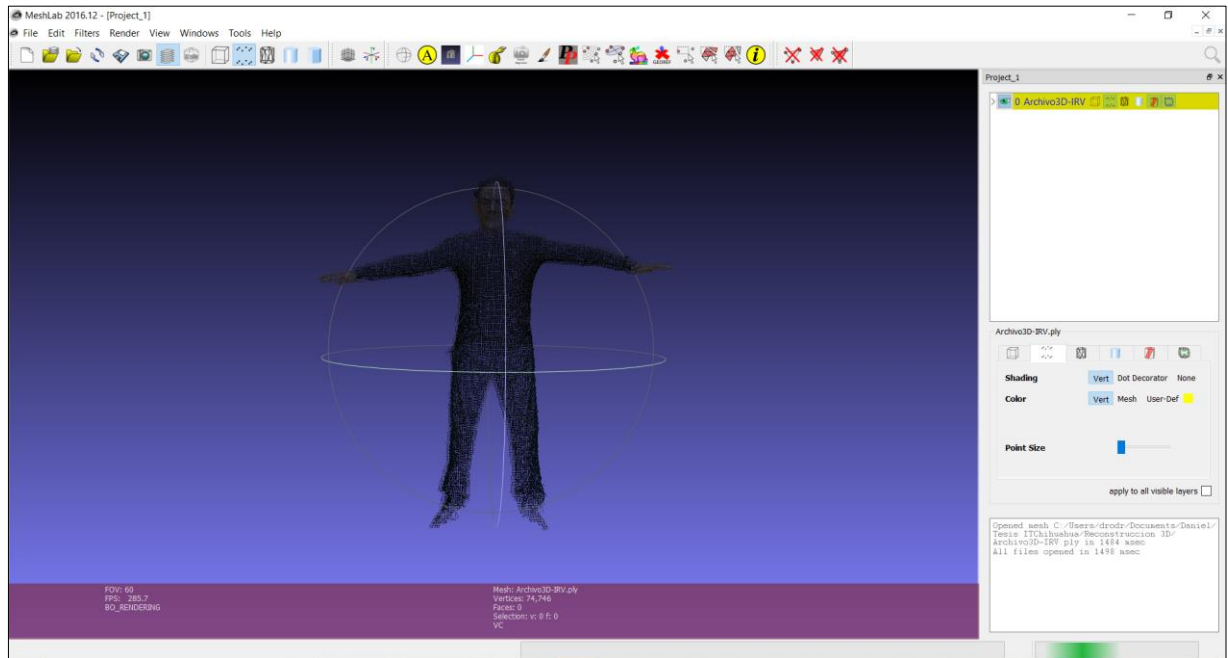 MeshLab 2016.12 - [Project_1]
File Edit Filters Render View Windows Tools Help
A
i
Project_1
0 Archivo3D-IRV
Archivo3D-IRV.ply
Shading Vert Dot Decorator None
Color Vert Mesh User-Def
Point Size
apply to all visible layers
Opened mesh C:/Users/drodr/Documents/Daniel/
Tesis ITChihuahua/Reconstruccion 3D/
Archivo3D-IRV.ply in 1484 msec
All files opened in 1498 msec
FOV: 60
FPS: 285.7
BO_RENDERING
Mesh: Archivo3D-IRV.ply
Vertices: 74,746
Faces: 0
Selection: v: 0 f: 0
VC